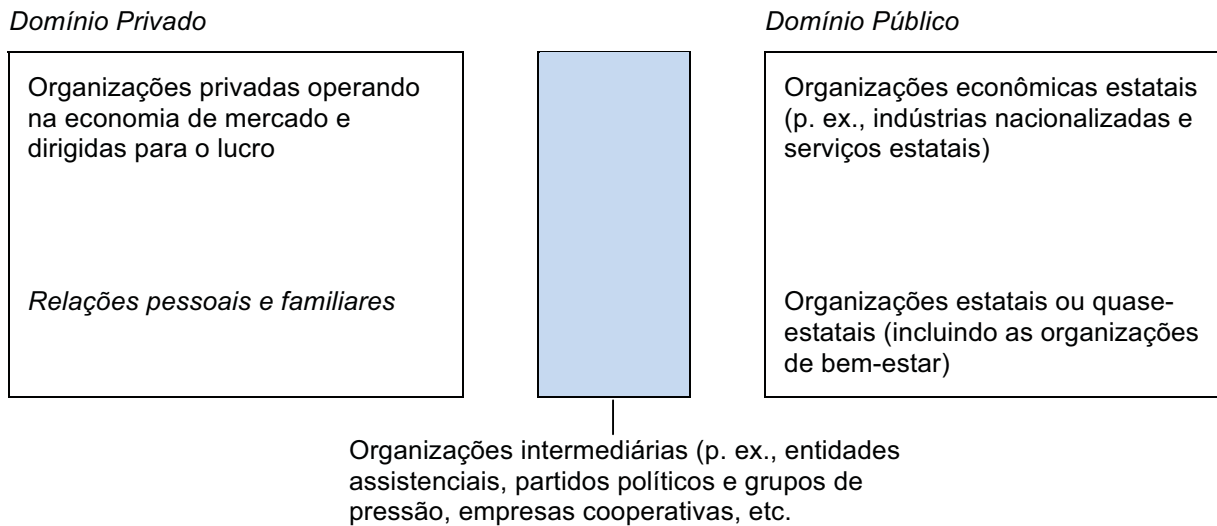 Domínio Privado
Organizações privadas operando
na economia de mercado e
dirigidas para o lucro
Relações pessoais e familiares
Domínio Público
Organizações econômicas estatais
(p. ex., indústrias nacionalizadas e
serviços estatais)
Organizações estatais ou quase-
estatais (incluindo as organizações
de bem-estar)
Organizações intermediárias (p. ex., entidades
assistenciais, partidos políticos e grupos de
pressão, empresas cooperativas, etc.